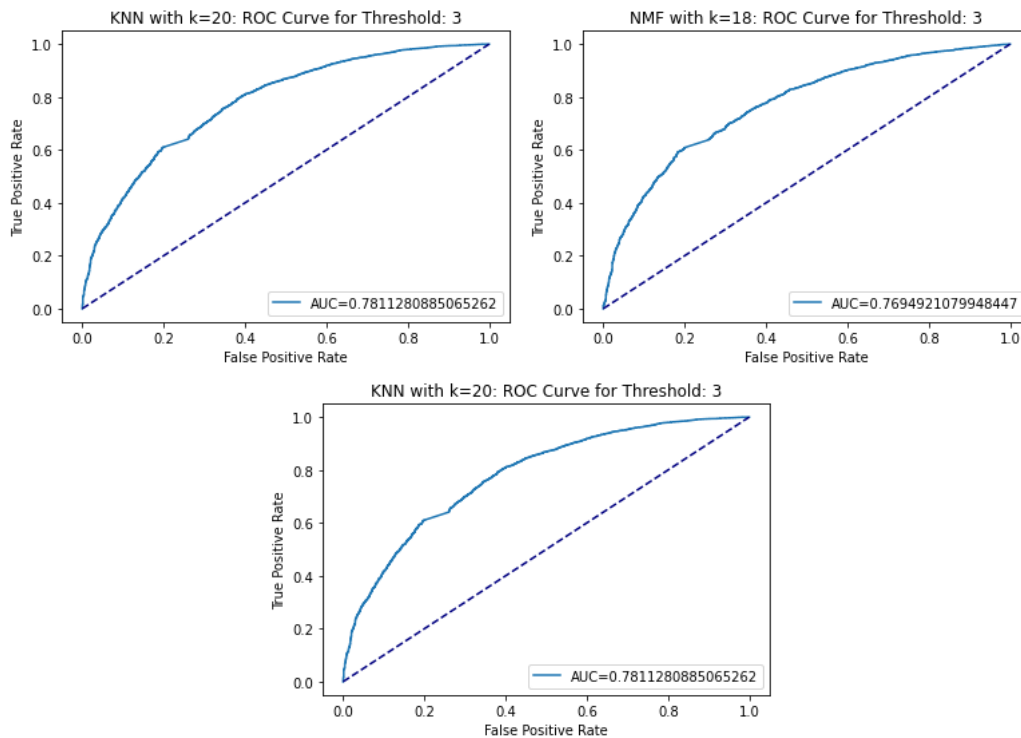 KNN with k=20: ROC Curve for Threshold: 3
True Positive Rate
1.0
0.8
0.6
0.4
0.2
0.0
AUC=0.7811280885065262
0.0 0.2 0.4 0.6 0.8 1.0
False Positive Rate
NMF with k=18: ROC Curve for Threshold: 3
True Positive Rate
1.0
0.8
0.6
0.4
0.2
0.0
AUC=0.7694921079948447
0.0 0.2 0.4 0.6 0.8 1.0
False Positive Rate
KNN with k=20: ROC Curve for Threshold: 3
True Positive Rate
1.0
0.8
0.6
0.4
0.2
0.0
AUC=0.7811280885065262
0.0 0.2 0.4 0.6 0.8 1.0
False Positive Rate